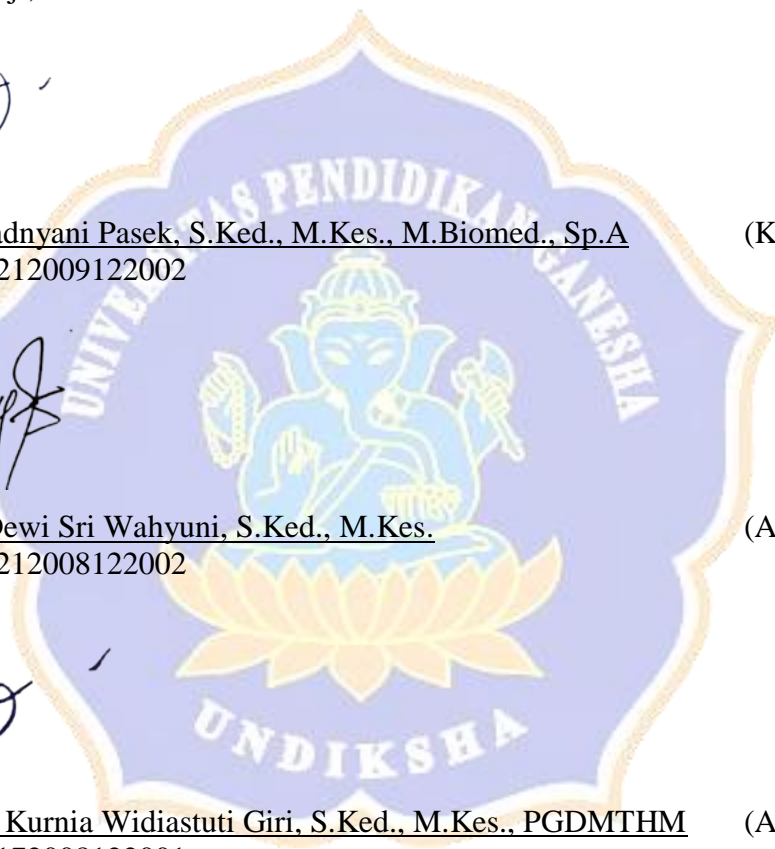 UNIVERSITAS PENDIDIKAN GANESHA
adnyani Pasek, S.Ked., M.Kes., M.Biomed., Sp.A (K
212009122002
Dewi Sri Wahyuni, S.Ked., M.Kes. (A
212008122002
UNDIKSHA
Kurnia Widiastuti Giri, S.Ked., M.Kes., PGDMTHM (A